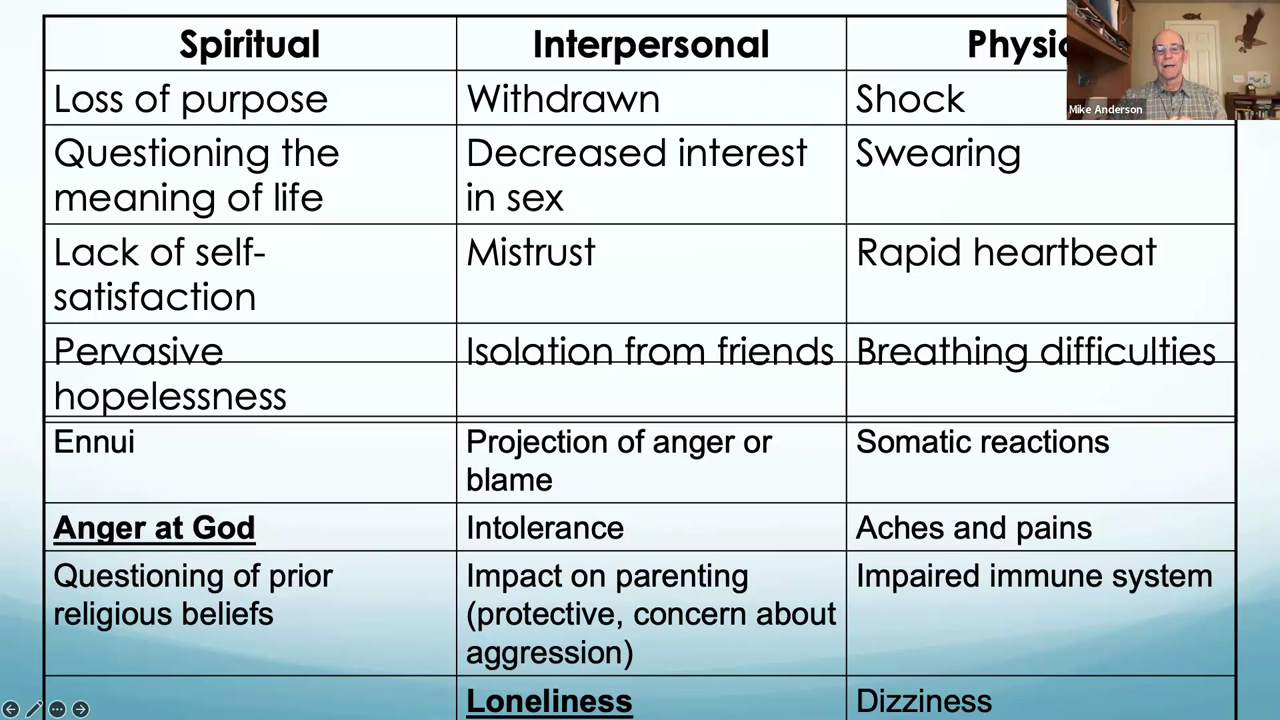 Spiritual
Interpersonal
Mike Anderson
Loss of purpose
Withdrawn
Shock
Questioning the
meaning of life
Decreased interest
in sex
Swearing
Lack of self-
satisfaction
Mistrust
Rapid heartbeat
Pervasive
hopelessness
Isolation from friends
Breathing difficulties
Ennui
Projection of anger or
blame
Somatic reactions
Anger at God
Intolerance
Aches and pains
Questioning of prior
religious beliefs
Impact on parenting
(protective, concern about
aggression)
Impaired immune system
Loneliness
Dizziness